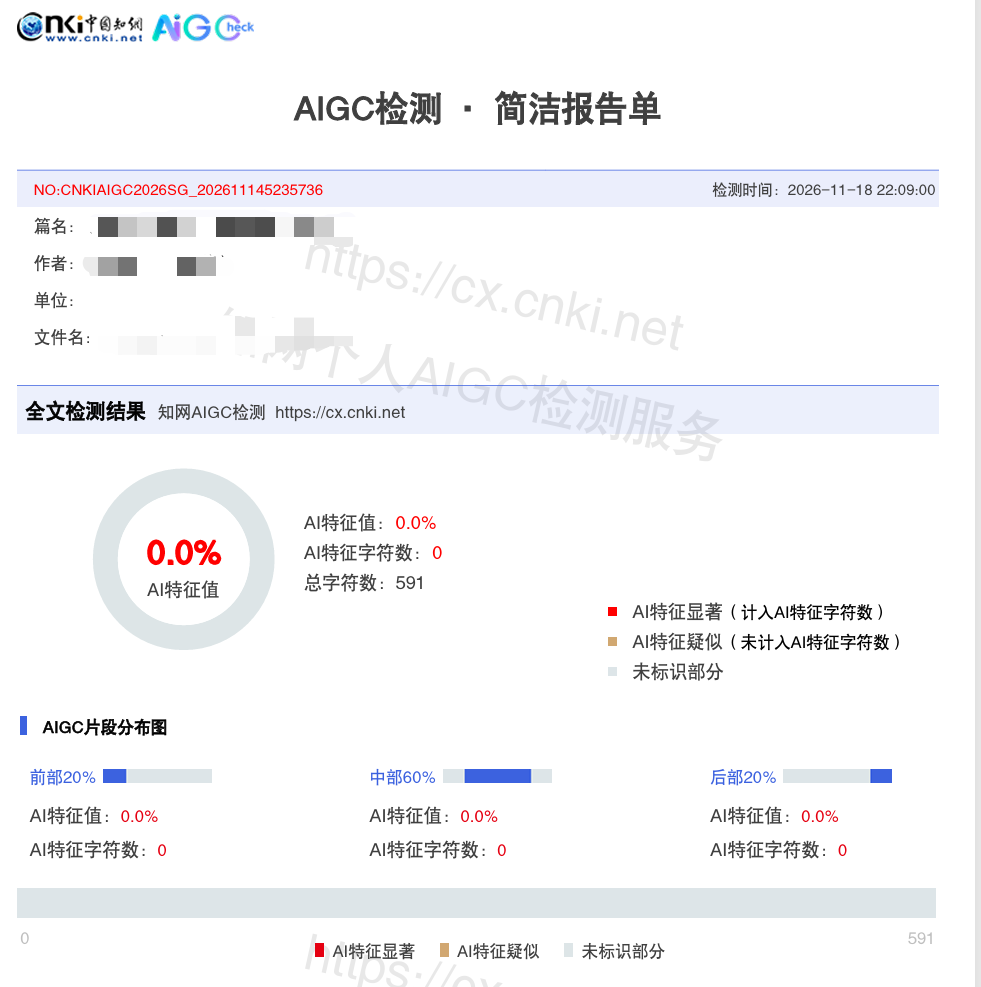 Cnki中国知网 AIGCheck
www.cnki.net
AIGC检测 · 简洁报告单
NO:CNKIAIGC2026SG_202611145235736 检测时间：2026-11-18 22:09:00
篇名：
作者：
单位：
文件名：
https://cx.cnki.net
知网个人AIGC检测服务
全文检测结果 知网AIGC检测 https://cx.cnki.net
0.0%
AI特征值
AI特征值：0.0%
AI特征字符数：0
总字符数：591
AI特征显著（计入AI特征字符数）
AI特征疑似（未计入AI特征字符数）
未标识部分
AIGC片段分布图
前部20% 中部60% 后部20%
AI特征值：0.0% AI特征值：0.0% AI特征值：0.0%
AI特征字符数：0 AI特征字符数：0 AI特征字符数：0
0 591
AI特征显著 AI特征疑似 未标识部分